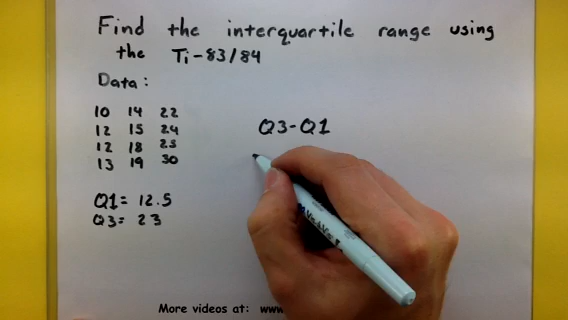 Find the interquartile range using
the Ti-83/84
Data:
10 14 22
12 15 24
12 18 25
13 19 30
Q3-Q1
Q1= 12.5
Q3= 23
More videos at: www